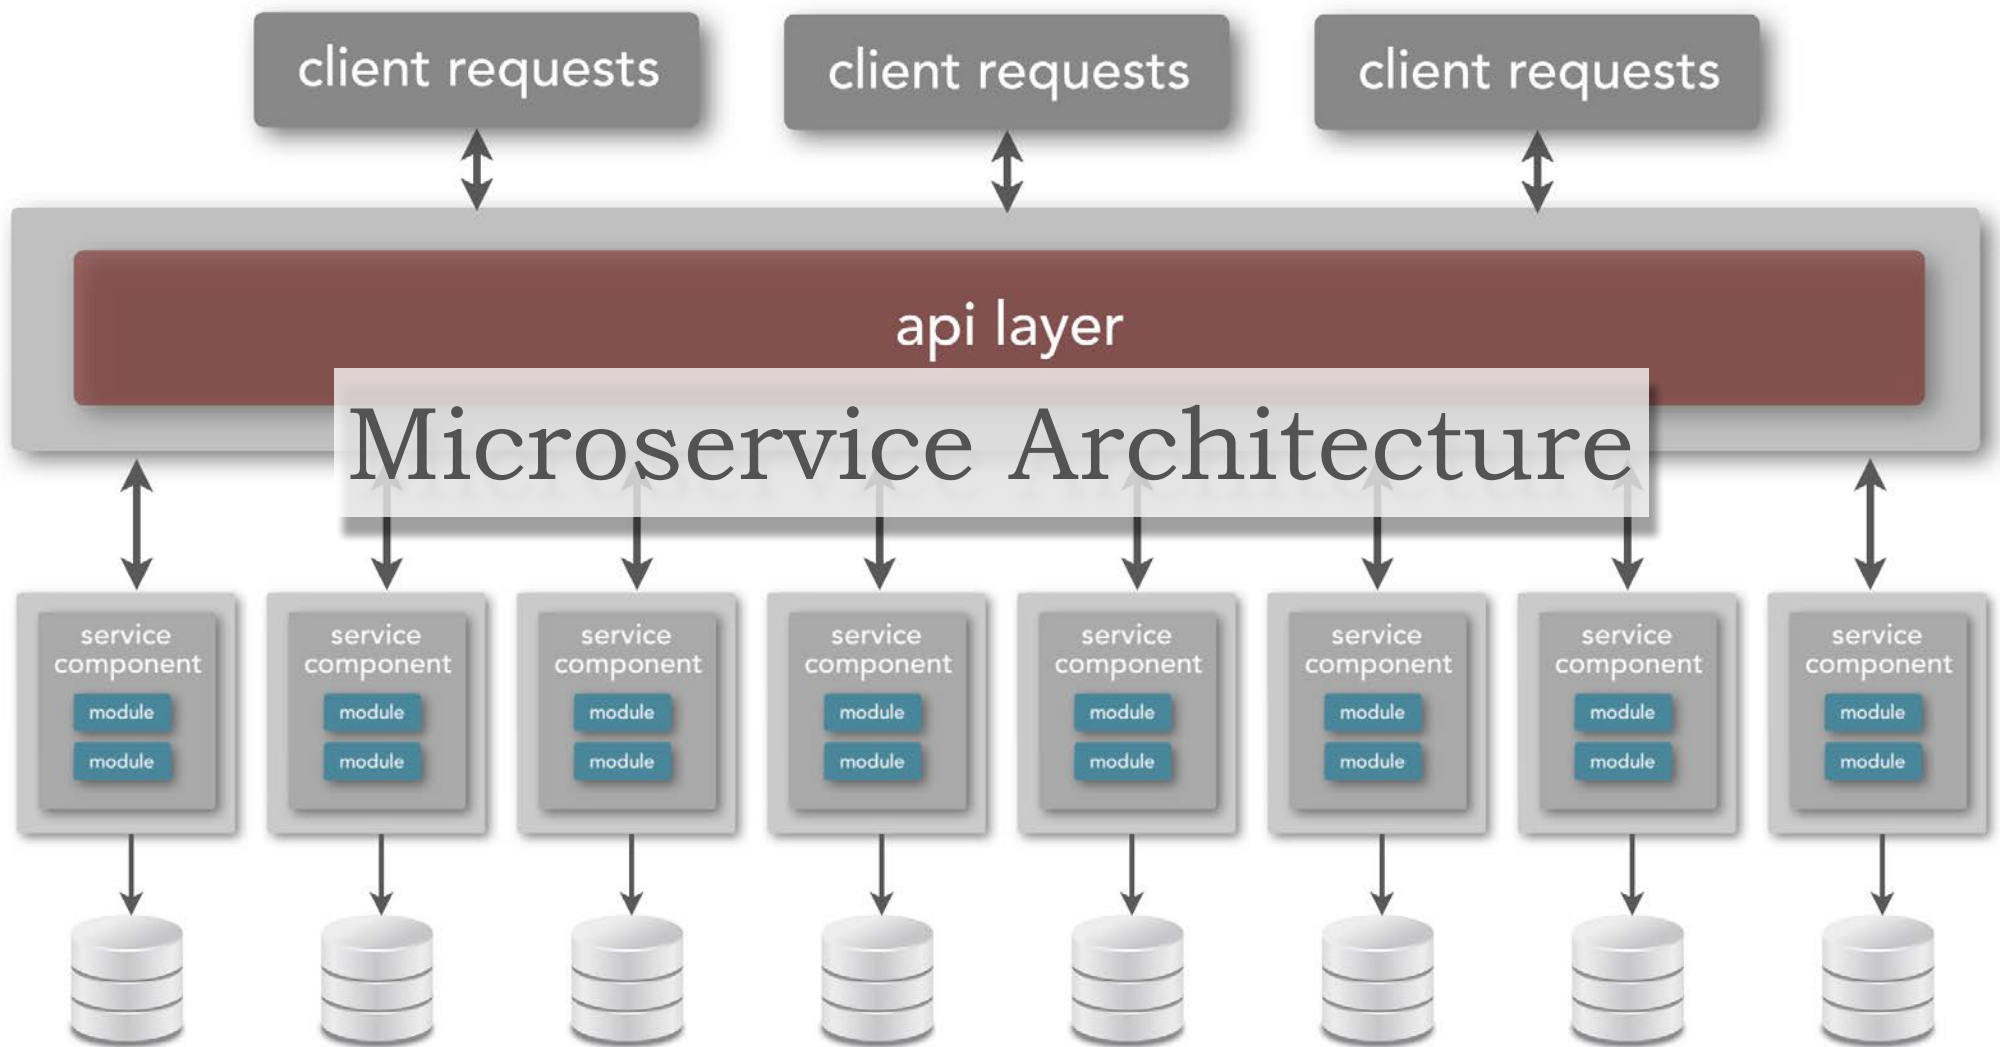 client requests
client requests
client requests
api layer
Microservice Architecture
service
component
module
module
service
component
module
module
service
component
module
module
service
component
module
module
service
component
module
module
service
component
module
module
service
component
module
module
service
component
module
module